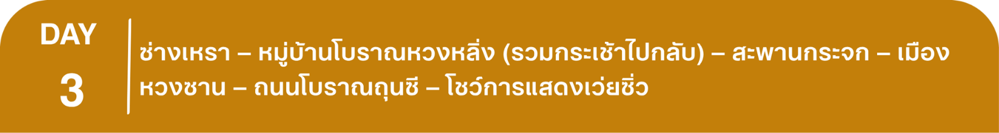 DAY
3
ซ่างเหรา – หมู่บ้านโบราณหวงหลิ่ง (รวมกระเช้าไปกลับ) – สะพานกระจก – เมือง
หวงซาน – ถนนโบราณถุนซี – โชว์การแสดงเว่ยซิ่ว